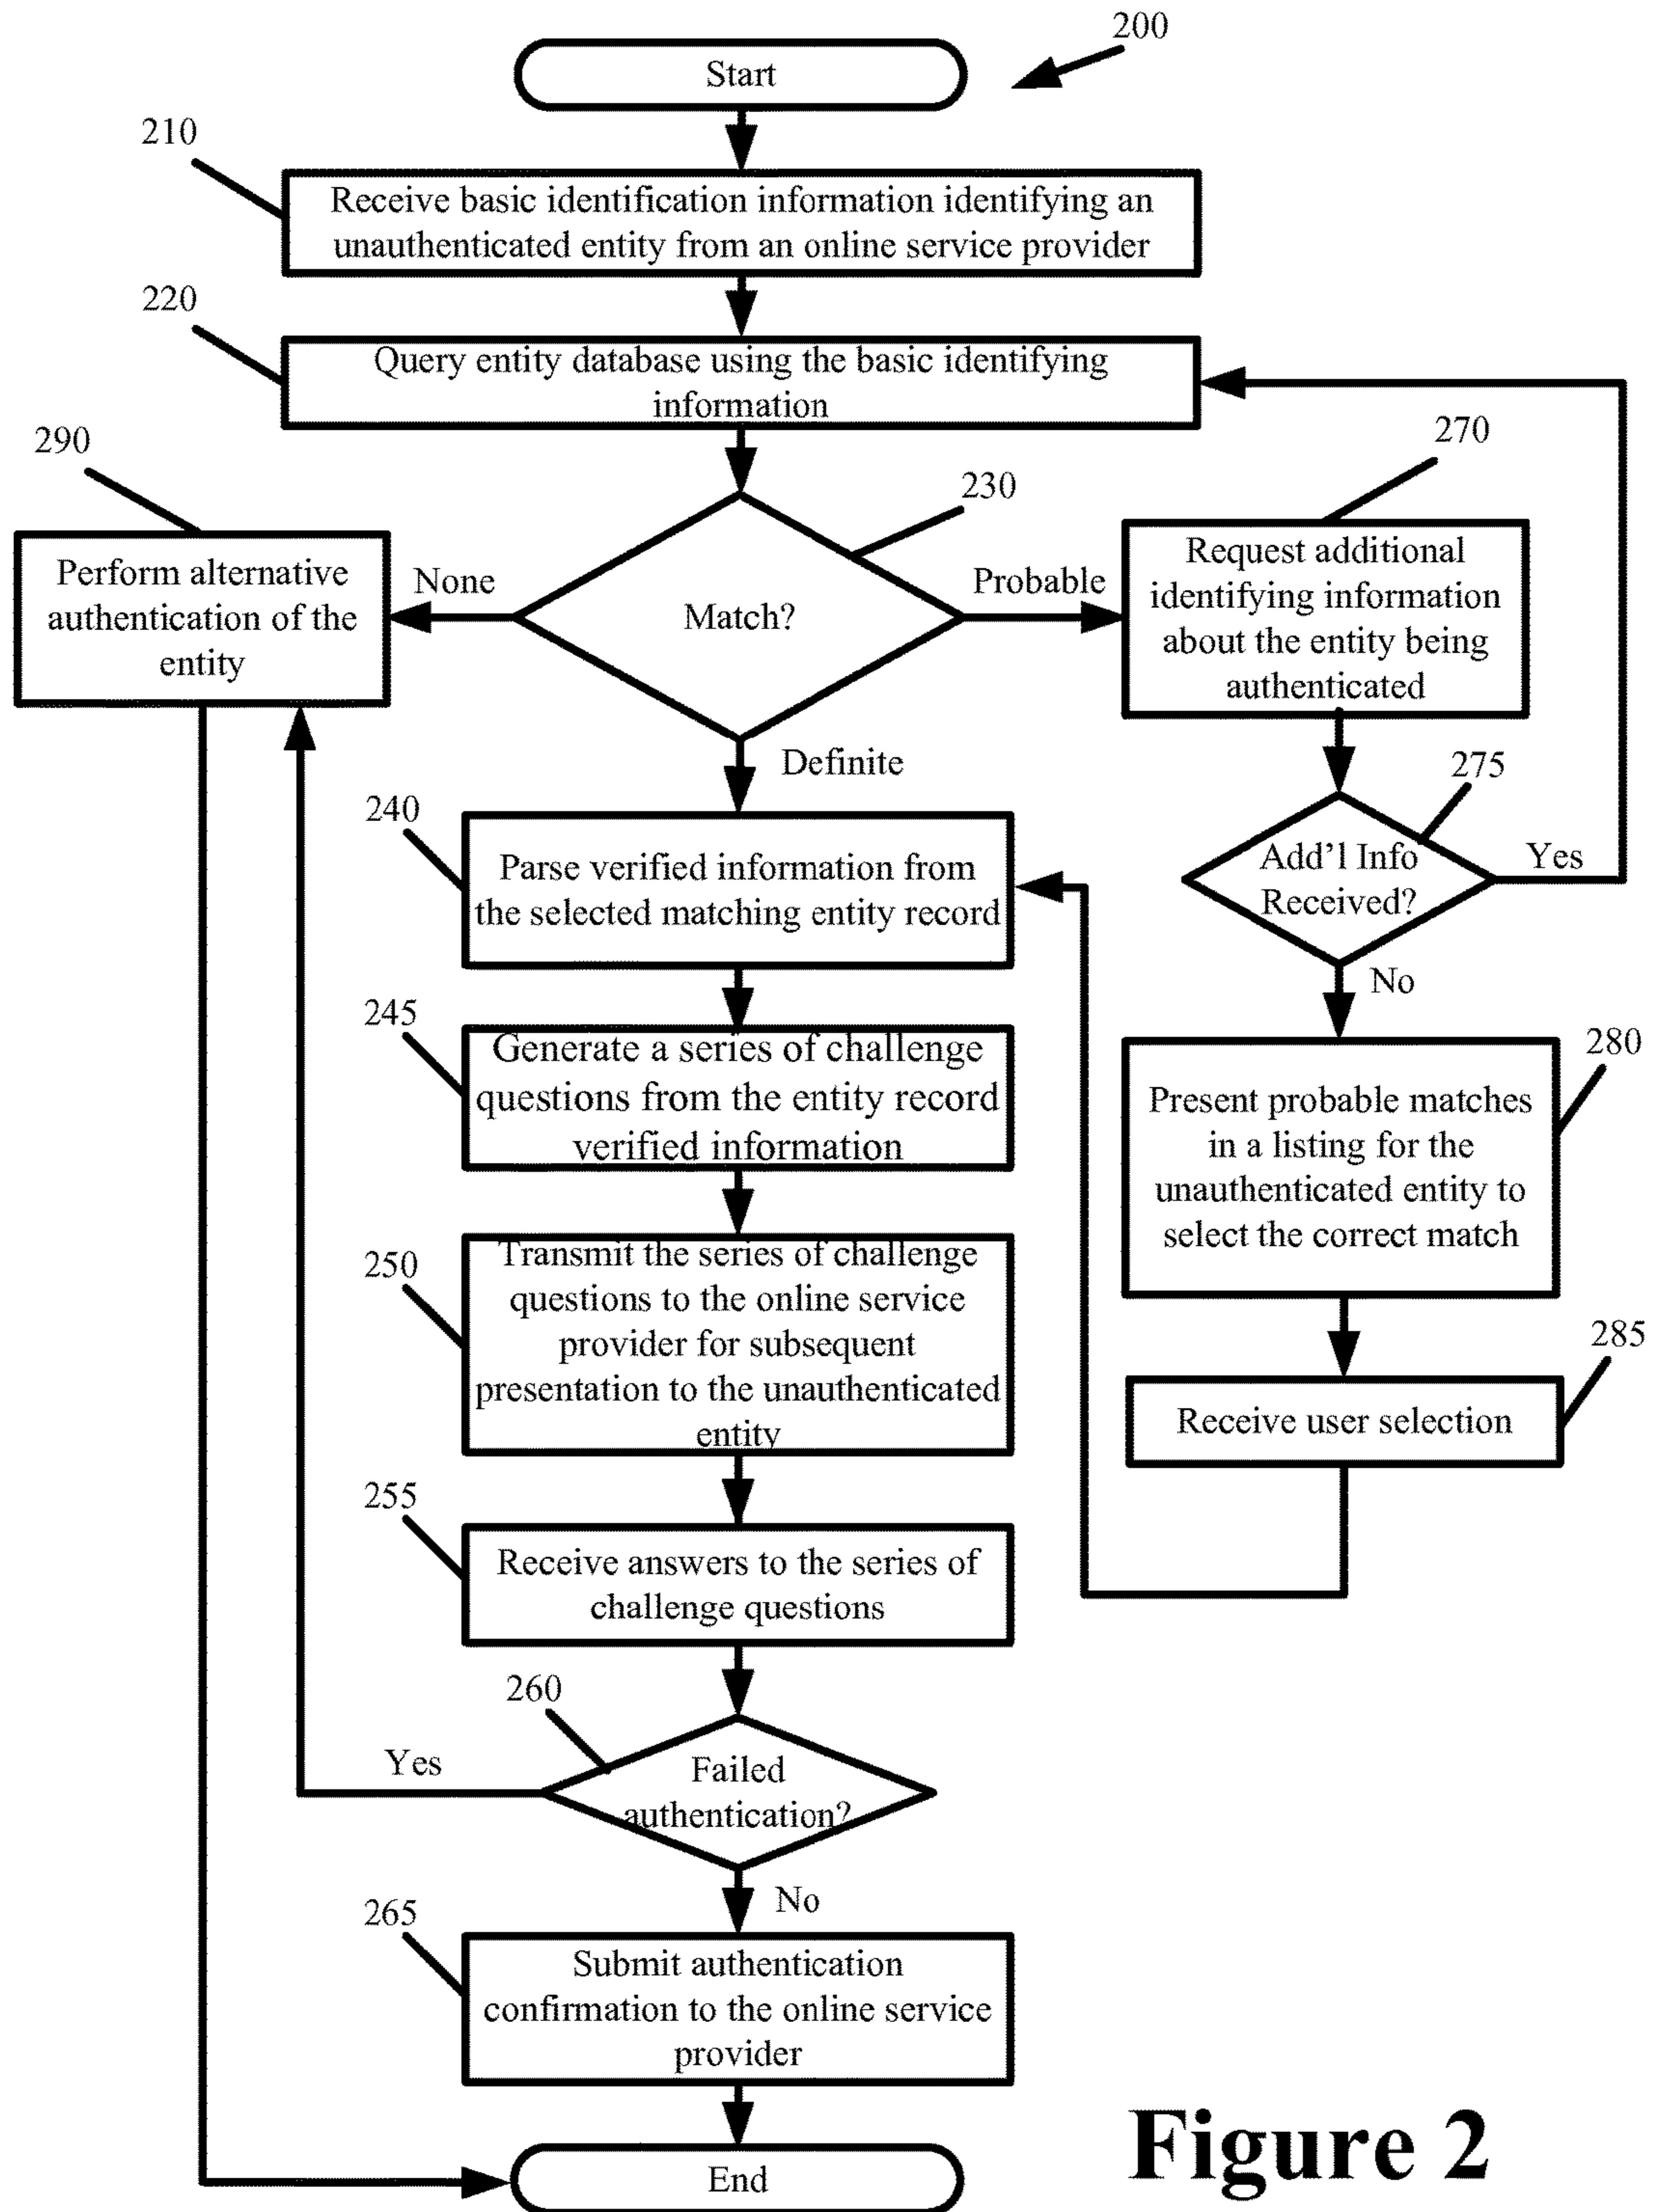 200
Start
210
Receive basic identification information identifying an
unauthenticated entity from an online service provider
220
Query entity database using the basic identifying
information
290
Perform alternative
authentication of the
entity
None
230
Match?
Probable
270
Request additional
identifying information
about the entity being
authenticated
Definite
275
Add'l Info
Received?
Yes
No
240
Parse verified information from
the selected matching entity record
245
Generate a series of challenge
questions from the entity record
verified information
280
Present probable matches
in a listing for the
unauthenticated entity to
select the correct match
250
Transmit the series of challenge
questions to the online service
provider for subsequent
presentation to the unauthenticated
entity
285
Receive user selection
255
Receive answers to the series of
challenge questions
260
Failed
authentication?
Yes
No
265
Submit authentication
confirmation to the online service
provider
End
Figure 2